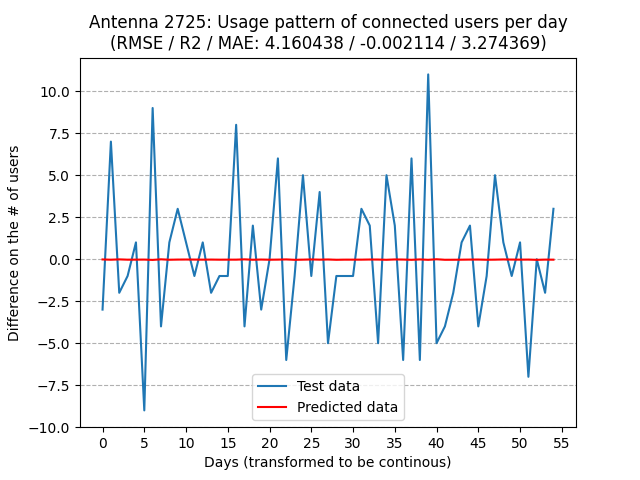 Antenna 2725: Usage pattern of connected users per day
(RMSE / R2 / MAE: 4.160438 / -0.002114 / 3.274369)
Difference on the # of users
10.0
7.5
5.0
2.5
0.0
−2.5
−5.0
−7.5
−10.0
Test data
Predicted data
0 5 10 15 20 25 30 35 40 45 50 55
Days (transformed to be continous)